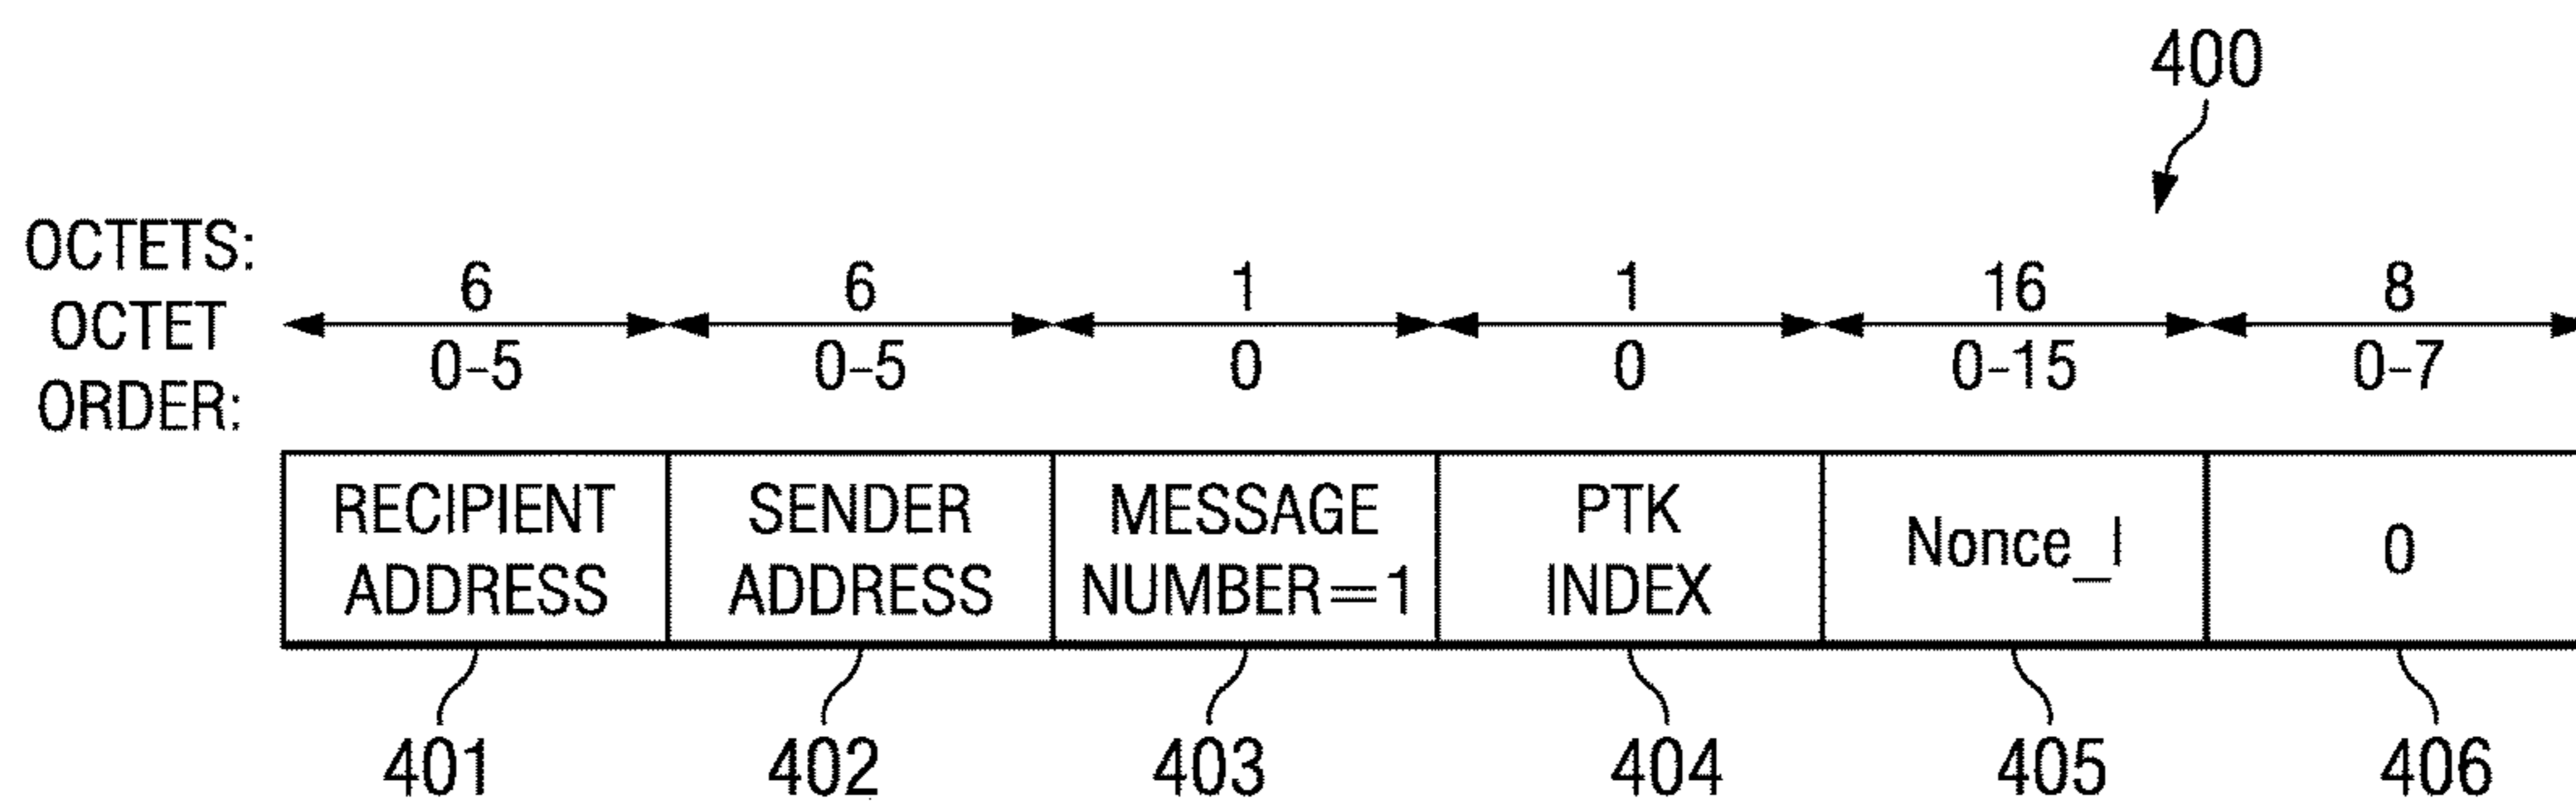 400
OCTETS:
6 6 1 1 16 8
OCTET
ORDER:
0-5 0-5 0 0 0-15 0-7
RECIPIENT ADDRESS
SENDER ADDRESS
MESSAGE NUMBER=1
PTK INDEX
Nonce_I
0
401 402 403 404 405 406